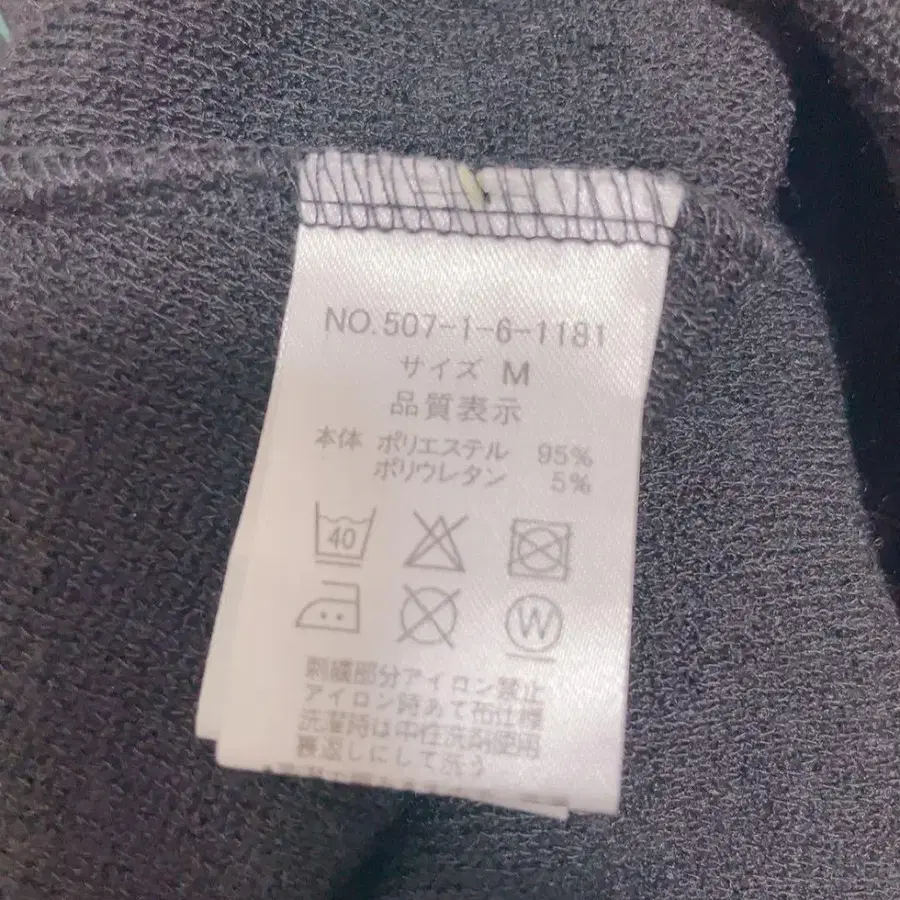 NO.507-1-6-1181
サイズ M
品質表示
本体 ポリエステル 95%
ポリウレタン 5%
40
W
刺繍部分アイロン禁止
アイロン時あて布仕様
洗濯時は中性洗剤使用
裏返しにして洗う